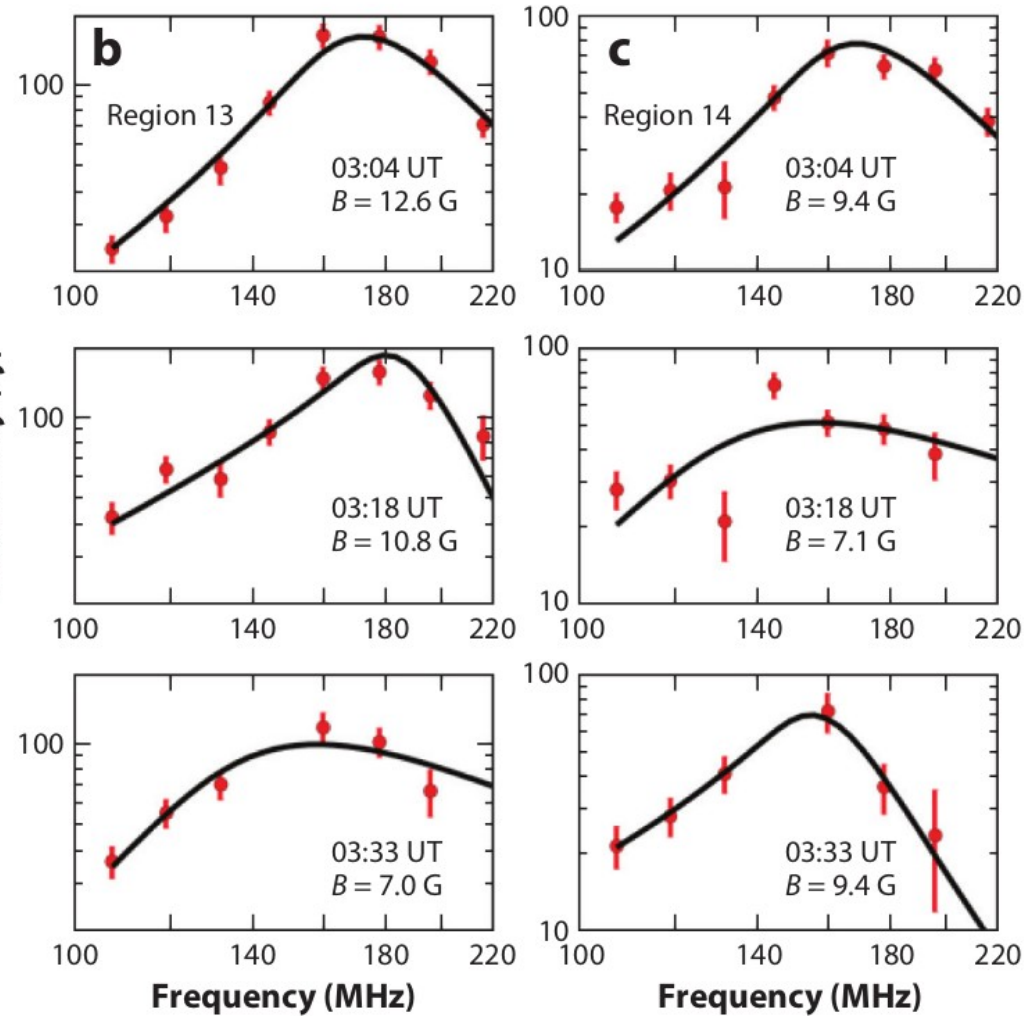 b
100
Region 13
03:04 UT
B = 12.6 G
100 140 180 220
c
100
Region 14
03:04 UT
B = 9.4 G
10
100 140 180 220
100
03:18 UT
B = 10.8 G
100 140 180 220
100
03:18 UT
B = 7.1 G
10
100 140 180 220
100
03:33 UT
B = 7.0 G
100 140 180 220
Frequency (MHz)
100
03:33 UT
B = 9.4 G
10
100 140 180 220
Frequency (MHz)